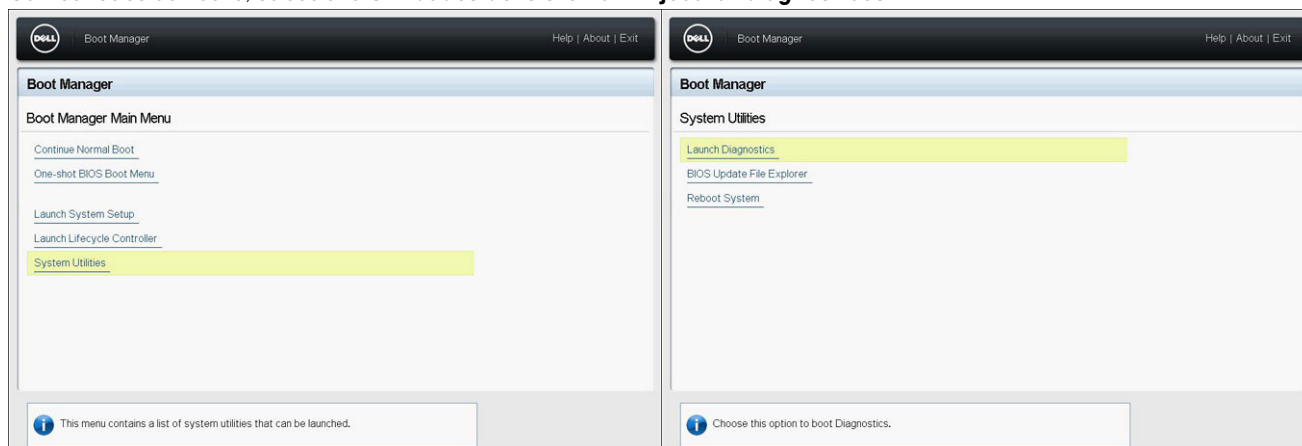 DELL Boot Manager Help | About | Exit
Boot Manager
Boot Manager Main Menu
Continue Normal Boot
One-shot BIOS Boot Menu
Launch System Setup
Launch Lifecycle Controller
System Utilities
This menu contains a list of system utilities that can be launched.
DELL Boot Manager Help | About | Exit
Boot Manager
System Utilities
Launch Diagnostics
BIOS Update File Explorer
Reboot System
Choose this option to boot Diagnostics.